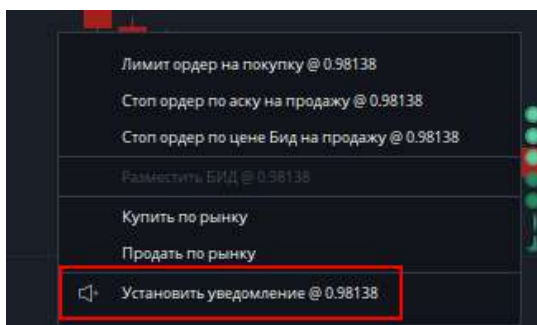 Лимит ордер на покупку @ 0.98138
Стоп ордер по аску на продажу @ 0.98138
Стоп ордер по цене Бид на продажу @ 0.98138
Разместить БИД @ 0.98138
Купить по рынку
Продать по рынку
Установить уведомление @ 0.98138